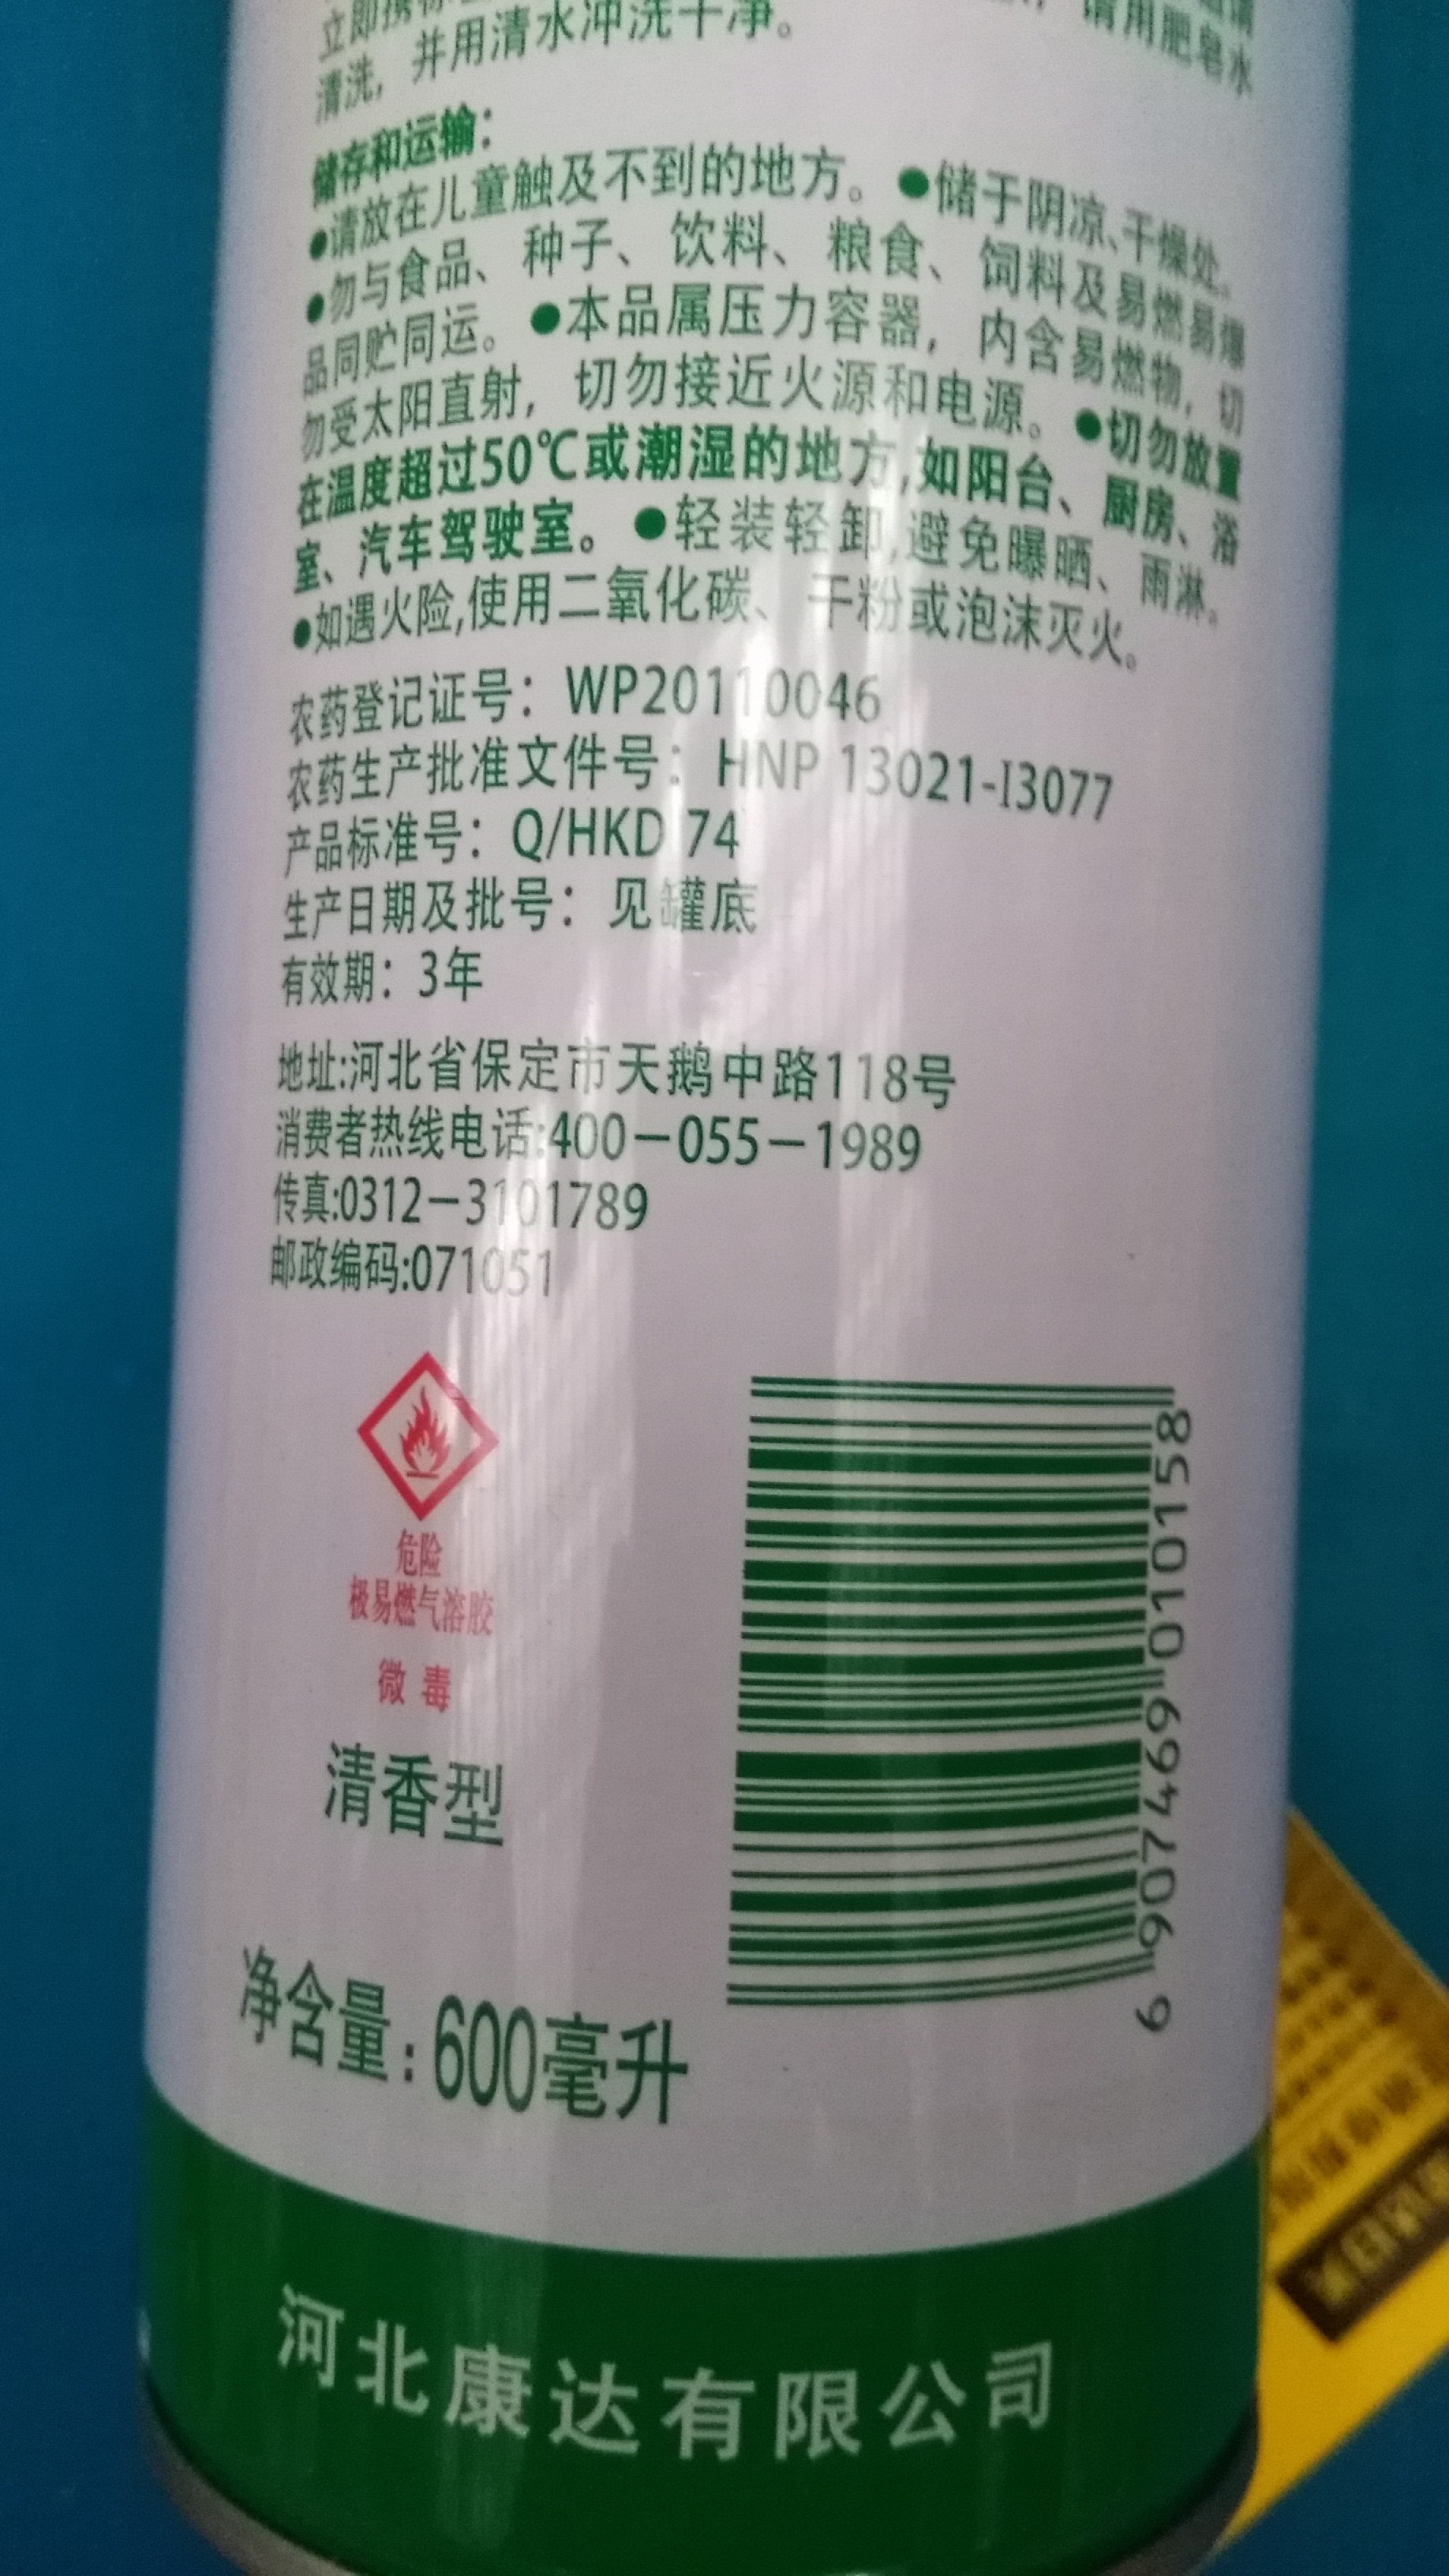 请用肥皂水
清洗，并用清水冲洗干净。
储存和运输：
●请放在儿童触及不到的地方。●储于阴凉、干燥处。
●勿与食品、种子、饮料、粮食、饲料及易燃易爆
品同贮同运。●本品属压力容器，内含易燃物，切
勿受太阳直射，切勿接近火源和电源。●切勿放置
在温度超过50℃或潮湿的地方,如阳台、厨房、浴
室、汽车驾驶室。●轻装轻卸,避免曝晒、雨淋。
●如遇火险,使用二氧化碳、干粉或泡沫灭火。
农药登记证号：WP20110046
农药生产批准文件号：HNP 13021-I3077
产品标准号：Q/HKD 74
生产日期及批号：见罐底
有效期：3年
地址:河北省保定市天鹅中路118号
消费者热线电话:400－055－1989
传真:0312－3101789
邮政编码:071051
危险
极易燃气溶胶
微毒
清香型
6 907469 010158
净含量:600毫升
河北康达有限公司